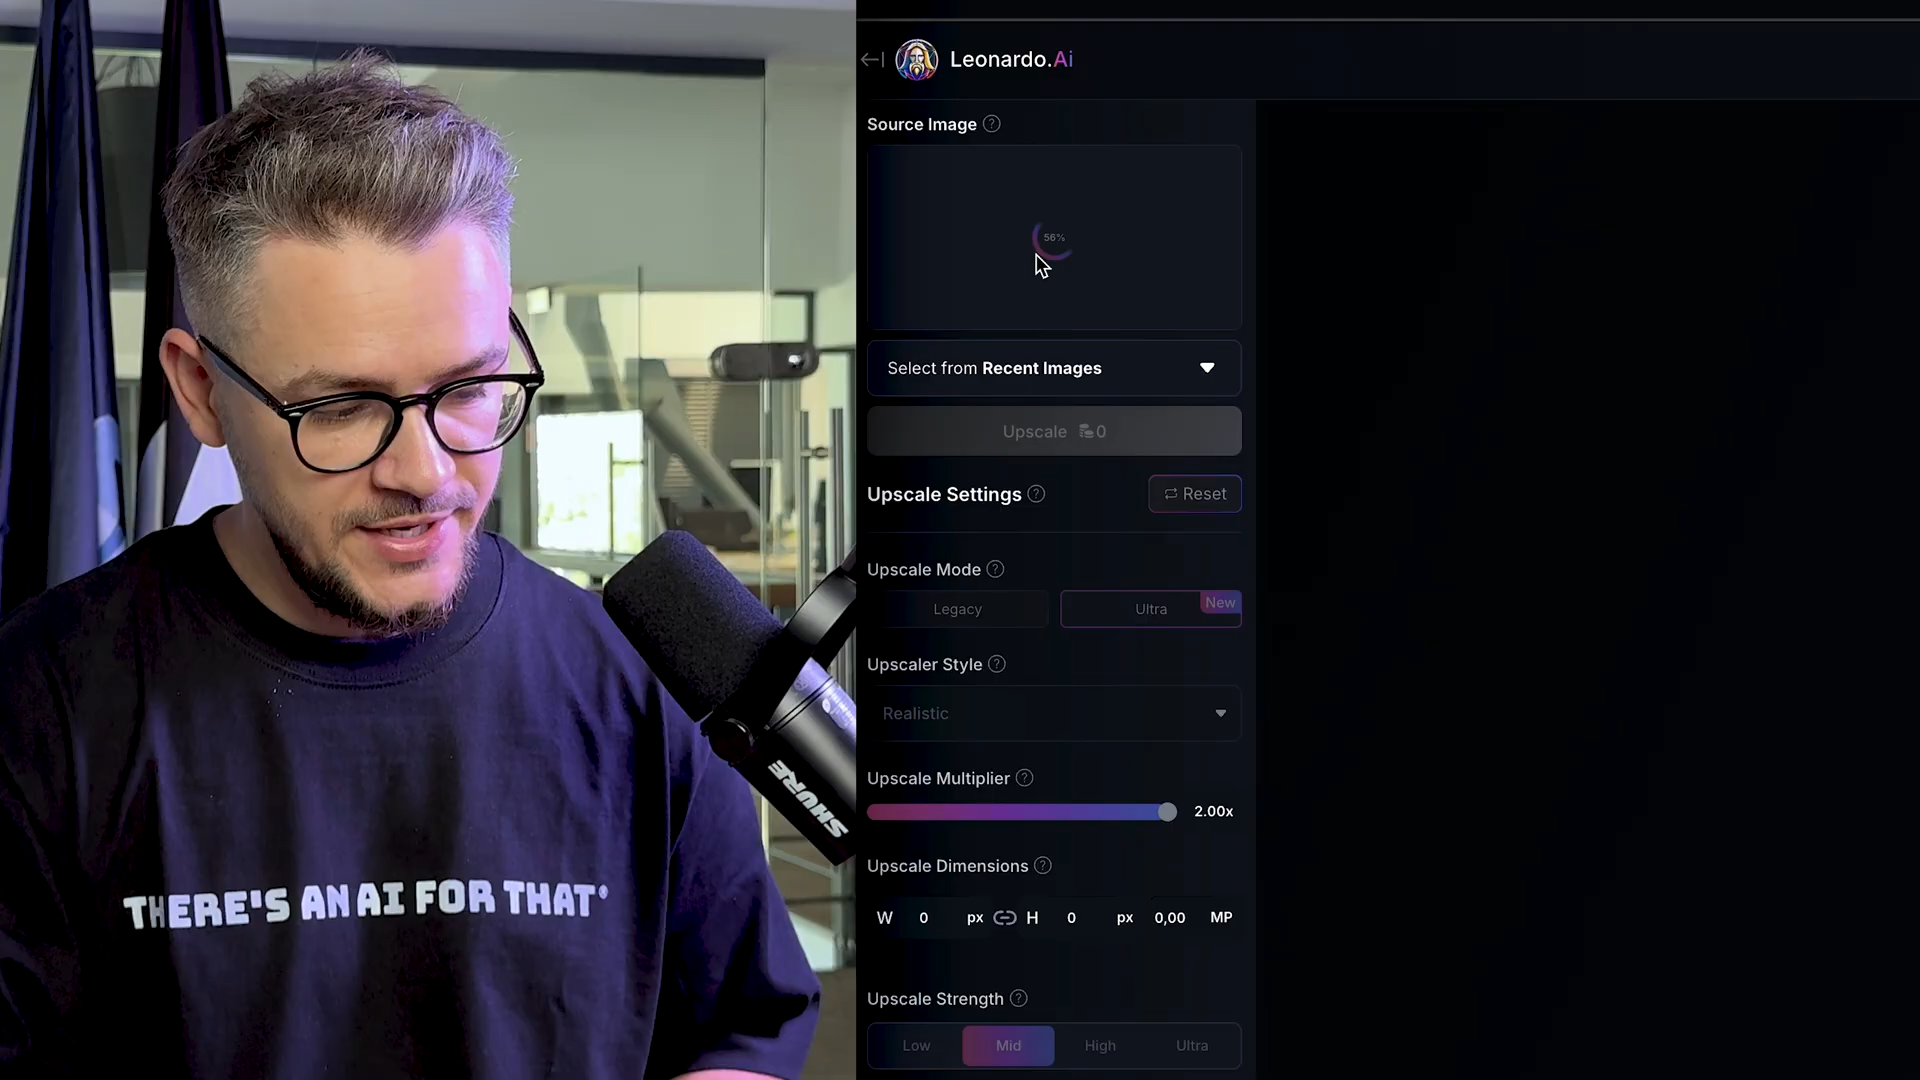 Leonardo.Ai
Source Image
56%
Select from Recent Images
Upscale 0
Upscale Settings
Reset
Upscale Mode
Legacy
Ultra
New
Upscaler Style
Realistic
Upscale Multiplier
2.00x
Upscale Dimensions
W 0 px H 0 px 0,00 MP
Upscale Strength
Low Mid High Ultra
SHURE
THERE'S AN AI FOR THAT®